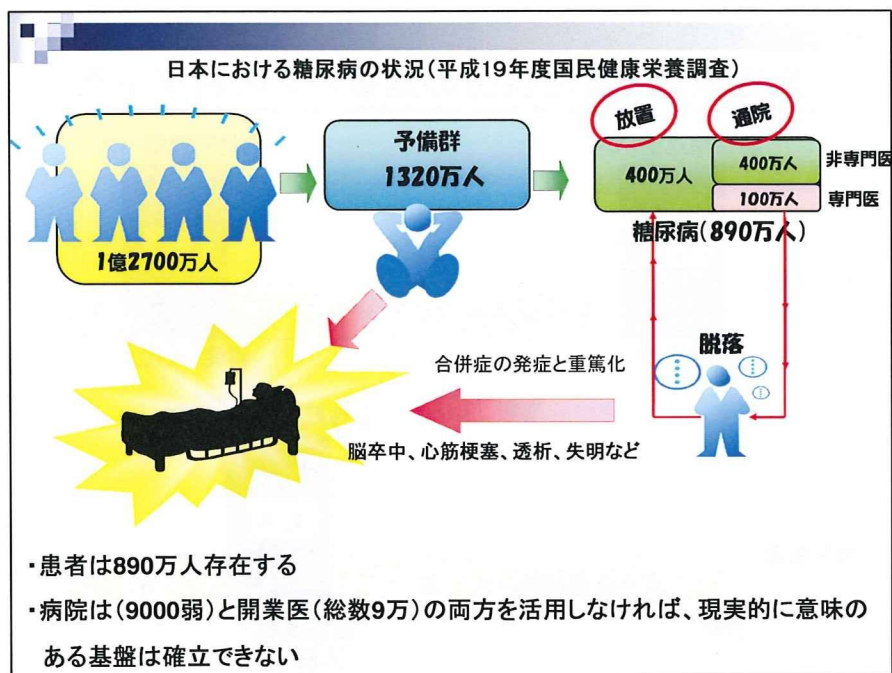 日本における糖尿病の状況(平成19年度国民健康栄養調査)
1億2700万人
予備群
1320万人
放置
通院
400万人
400万人
非専門医
100万人
専門医
糖尿病(890万人)
脱落
合併症の発症と重篤化
脳卒中、心筋梗塞、透析、失明など
・患者は890万人存在する
・病院は(9000弱)と開業医(総数9万)の両方を活用しなければ、現実的に意味の
ある基盤は確立できない